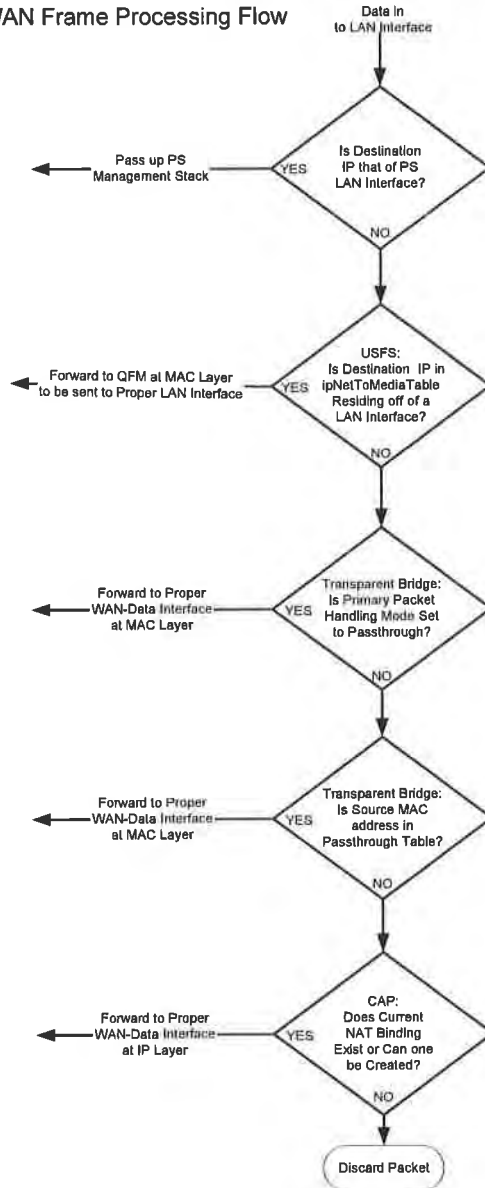 WAN Frame Processing Flow
Data In
to LAN Interface
Is Destination
IP that of PS
LAN Interface?
YES
Pass up PS
Management Stack
NO
USFS:
Is Destination IP in
ipNetToMediaTable
Residing off of a
LAN Interface?
YES
Forward to QFM at MAC Layer
to be sent to Proper LAN Interface
NO
Transparent Bridge:
Is Primary Packet
Handling Mode Set
to Passthrough?
YES
Forward to Proper
WAN-Data Interface
at MAC Layer
NO
Transparent Bridge:
Is Source MAC
address in
Passthrough Table?
YES
Forward to Proper
WAN-Data Interface
at MAC Layer
NO
CAP:
Does Current
NAT Binding
Exist or Can one
be Created?
YES
Forward to Proper
WAN-Data Interface
at IP Layer
NO
Discard Packet